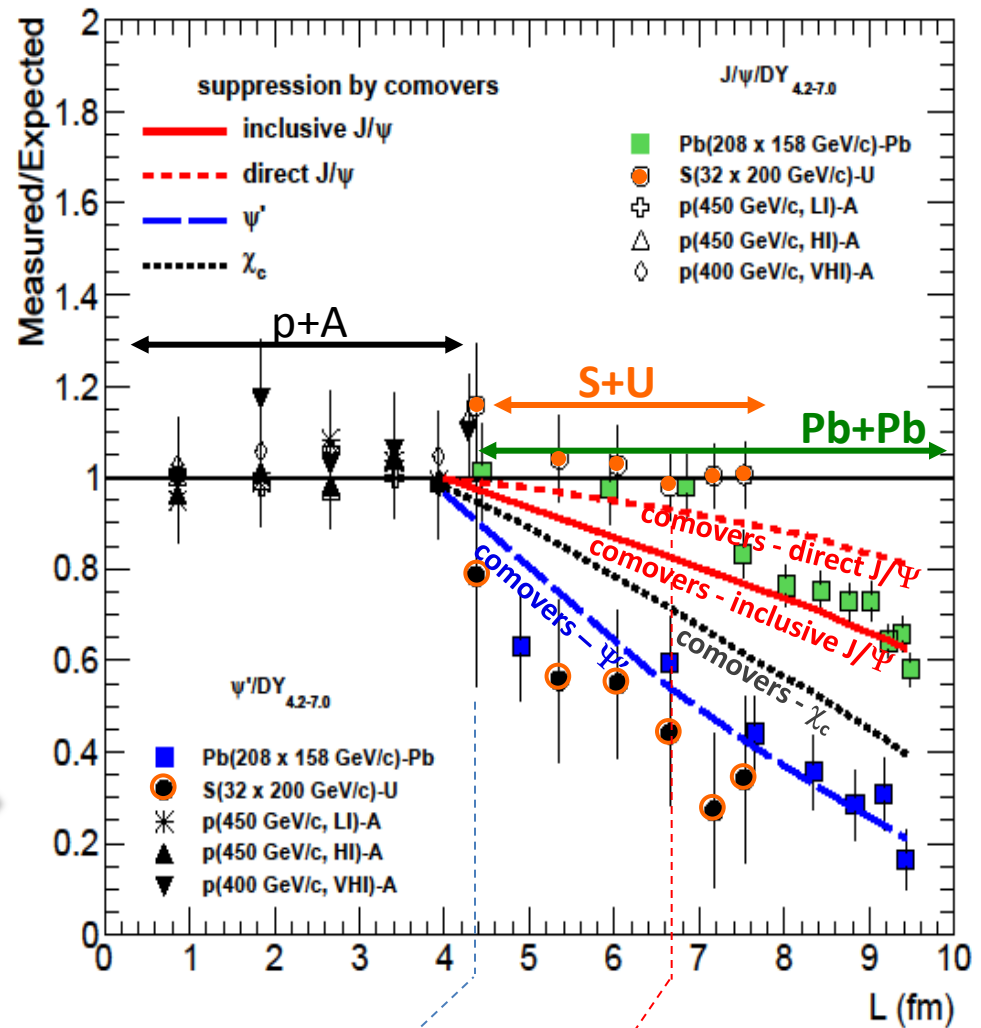 2
1.8
1.6
1.4
1.2
1
0.8
0.6
0.4
0.2
0
Measured/Expected
suppression by comovers
inclusive J/ψ
direct J/ψ
ψ'
χc
J/ψ/DY4.2-7.0
Pb(208 x 158 GeV/c)-Pb
S(32 x 200 GeV/c)-U
p(450 GeV/c, LI)-A
p(450 GeV/c, HI)-A
p(400 GeV/c, VHI)-A
p+A
S+U
Pb+Pb
comovers - direct J/Ψ
comovers - inclusive J/Ψ
comovers - χc
comovers – Ψ'
ψ'/DY4.2-7.0
Pb(208 x 158 GeV/c)-Pb
S(32 x 200 GeV/c)-U
p(450 GeV/c, LI)-A
p(450 GeV/c, HI)-A
p(400 GeV/c, VHI)-A
0 1 2 3 4 5 6 7 8 9 10
L (fm)